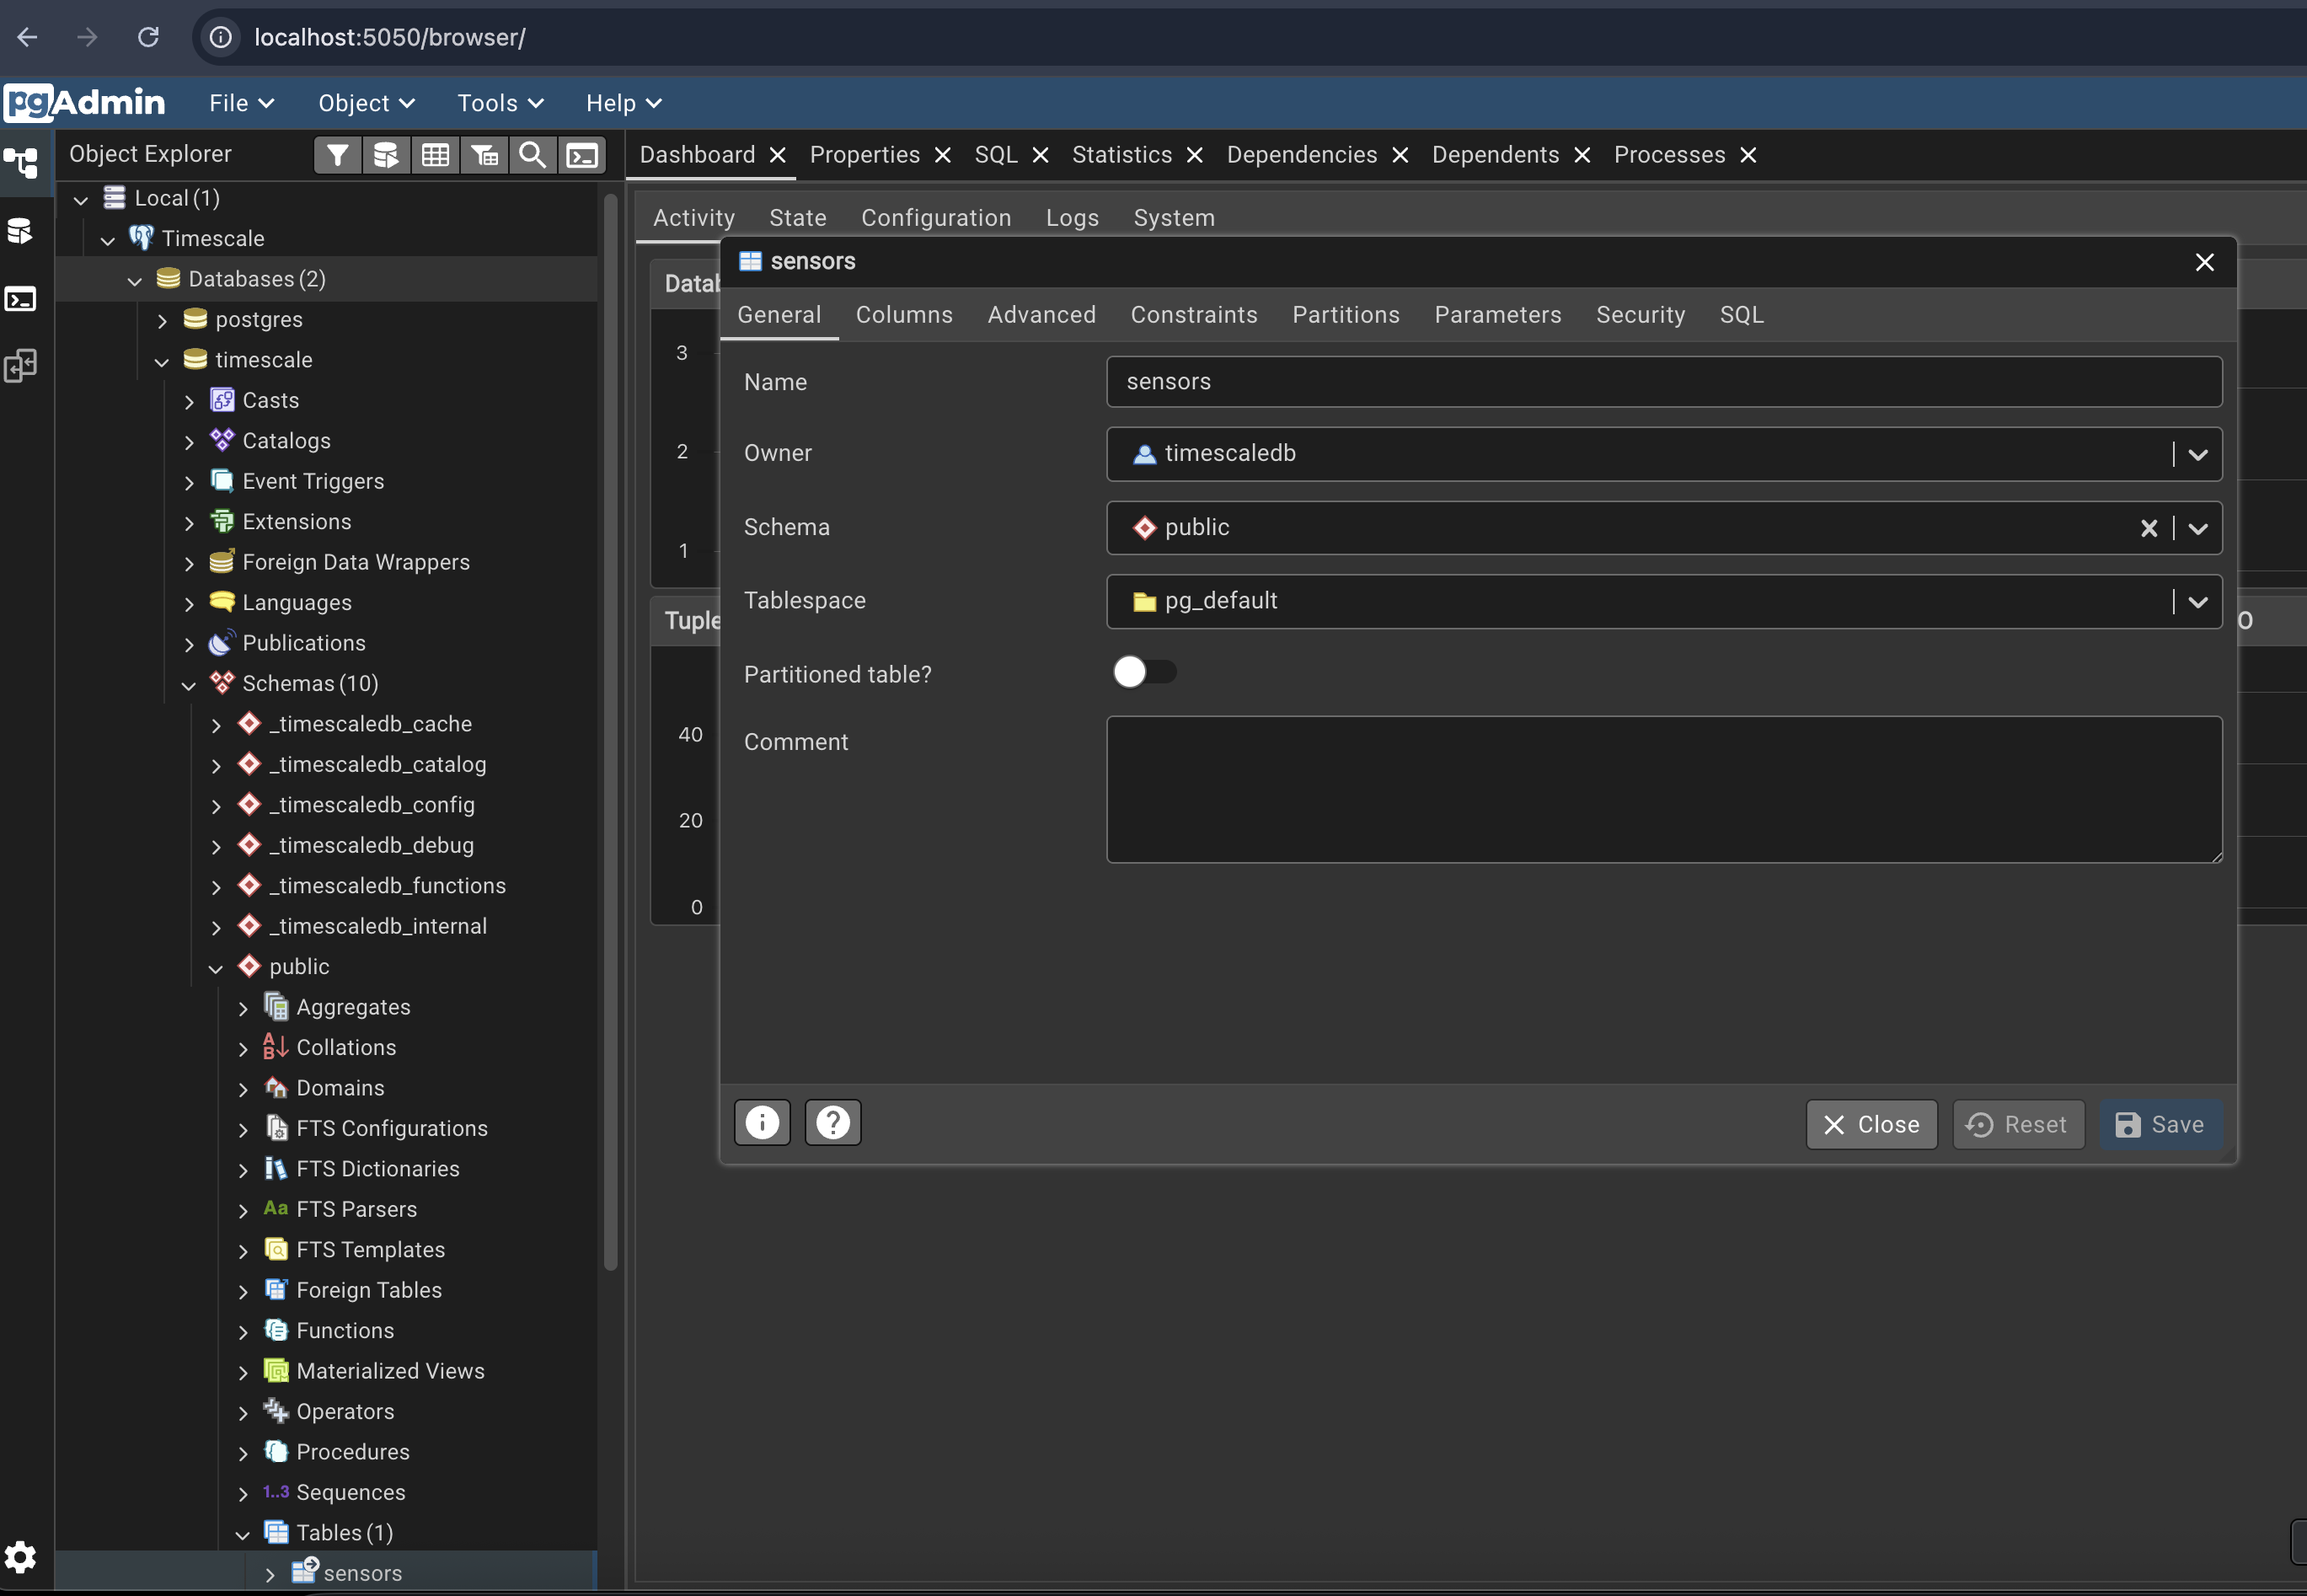 localhost:5050/browser/
pgAdmin File Object Tools Help
Object Explorer
Dashboard Properties SQL Statistics Dependencies Dependents Processes
Local (1)
Timescale
Databases (2)
postgres
timescale
Casts
Catalogs
Event Triggers
Extensions
Foreign Data Wrappers
Languages
Publications
Schemas (10)
_timescaledb_cache
_timescaledb_catalog
_timescaledb_config
_timescaledb_debug
_timescaledb_functions
_timescaledb_internal
public
Aggregates
Collations
Domains
FTS Configurations
FTS Dictionaries
Aa FTS Parsers
FTS Templates
Foreign Tables
Functions
Materialized Views
Operators
Procedures
1..3 Sequences
Tables (1)
sensors
Activity State Configuration Logs System
Datab
3
2
1
Tuple
40
20
0
sensors
General Columns Advanced Constraints Partitions Parameters Security SQL
Name sensors
Owner timescaledb
Schema public
Tablespace pg_default
Partitioned table?
Comment
Close Reset Save